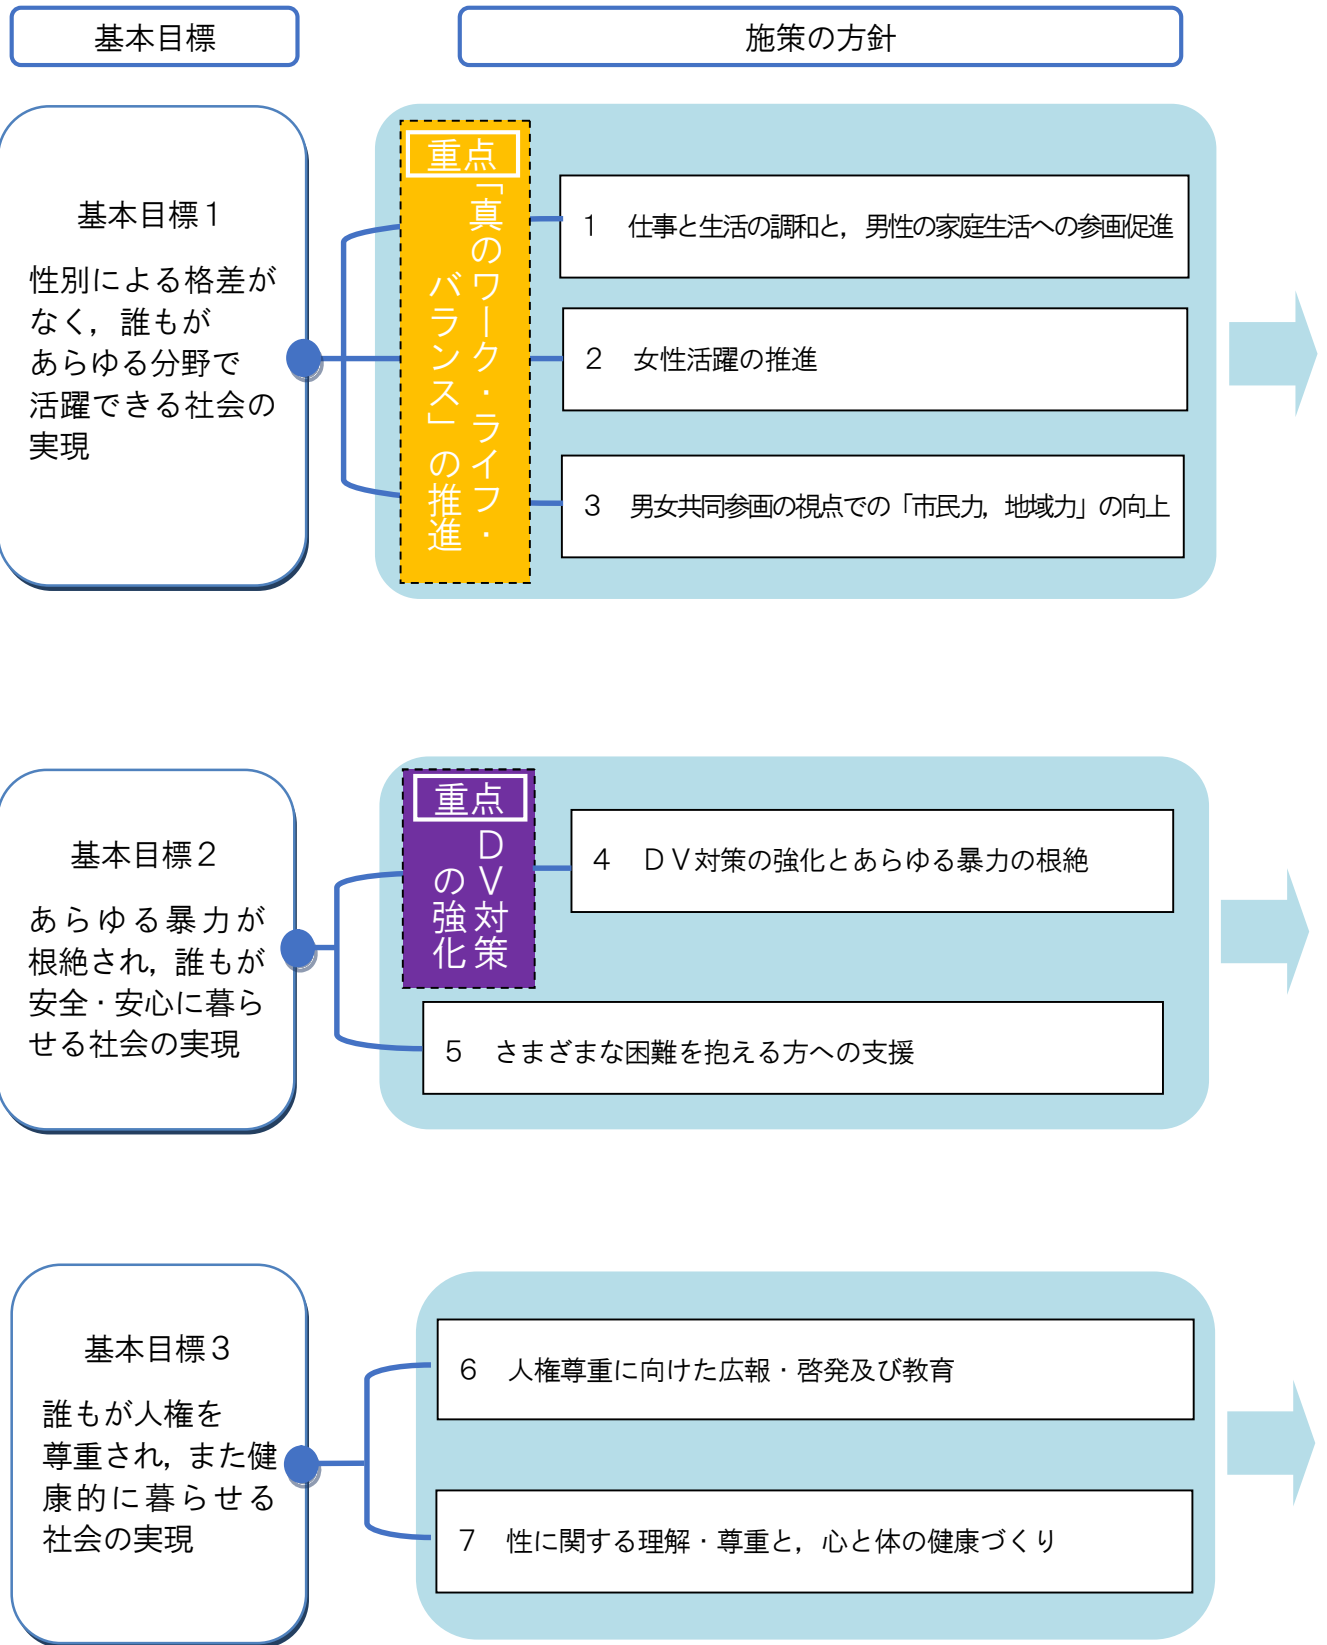 基本目標
施策の方針
基本目標１
性別による格差が
なく，誰もが
あらゆる分野で
活躍できる社会の
実現
重点
「真のワーク・ライフ・
バランス」の推進
１　仕事と生活の調和と，男性の家庭生活への参画促進
２　女性活躍の推進
３　男女共同参画の視点での「市民力，地域力」の向上
基本目標２
あらゆる暴力が
根絶され，誰もが
安全・安心に暮ら
せる社会の実現
重点
ＤＶ対策
の強化
４　ＤＶ対策の強化とあらゆる暴力の根絶
５　さまざまな困難を抱える方への支援
基本目標３
誰もが人権を
尊重され，また健
康的に暮らせる
社会の実現
６　人権尊重に向けた広報・啓発及び教育
７　性に関する理解・尊重と，心と体の健康づくり